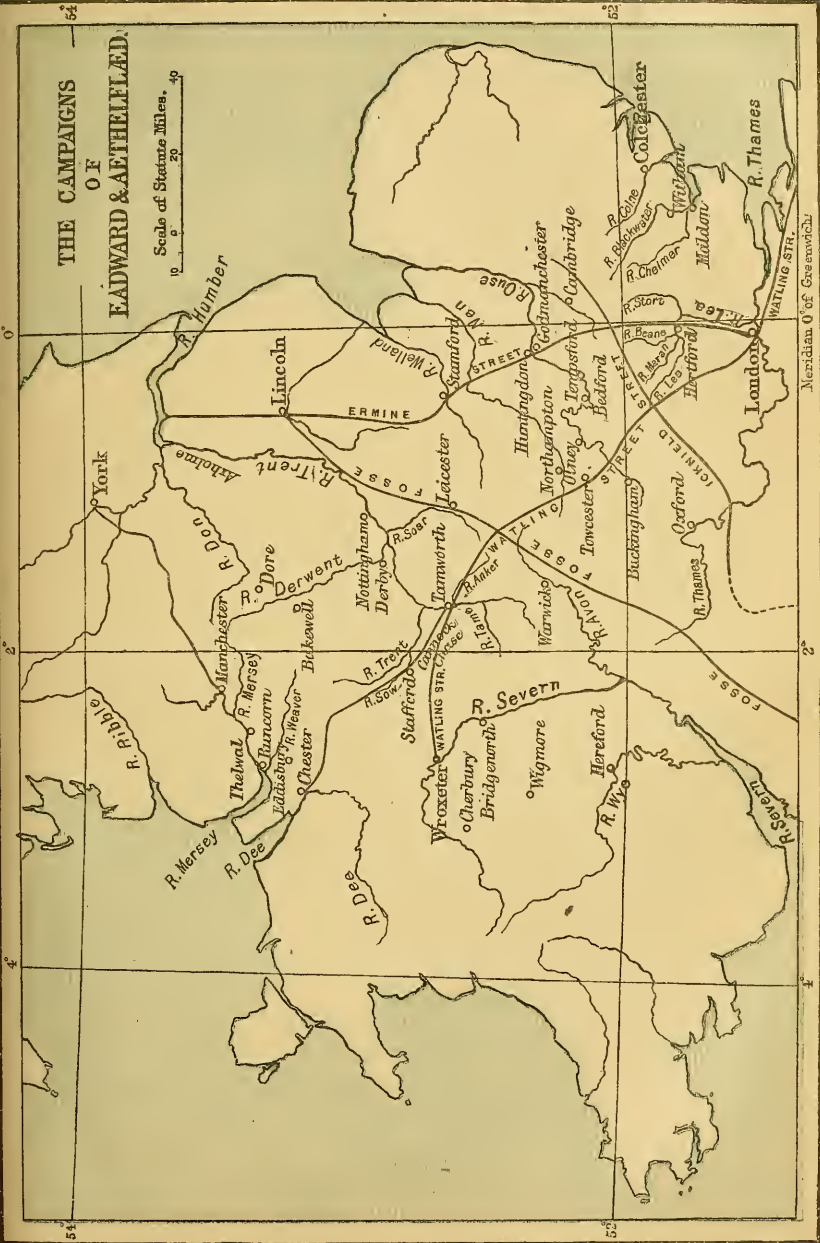 THE CAMPAIGNS
OF
EADWARD & AETHELFLÆD.
Scale of Statute Miles.
10 0 20 40
54
52
0°
2°
4°
54
52
2°
4
Meridian 0° of Greenwich
R. Humber
York
Lincoln
Axholme
R. Trent
R. Don
Dore
R. Derwent
Bakewell
Manchester
R. Mersey
Runcorn
Thelwal
R. Weaver
Eddisbury
Chester
R. Ribble
R. Mersey
R. Dee
R. Dee
ERMINE
STREET
FOSSE
R. Welland
Stamford
R. Nen
R. Ouse
Leicester
R. Soar
Nottingham
Derby
Tamworth
R. Anker
R. Trent
R. Sow
Stafford
Cannock
Chase
R. Tame
WATLING STR.
Wroxeter
Cherbury
Bridgenorth
R. Severn
Wigmore
Hereford
R. Wye
Warwick
R. Avon
WATLING
STREET
FOSSE
FOSSE
Godmanchester
Huntingdon
Cambridge
Tempsford
Bedford
Northampton
Olney
Towcester
Buckingham
Oxford
R. Thames
ICKNIELD
STREET
R. Colne
Colchester
R. Blackwater
Witham
Maldon
R. Chelmer
R. Stort
R. Lea
R. Beane
R. Maran
Hertford
R. Lea
London
WATLING STR.
R. Thames
R. Severn